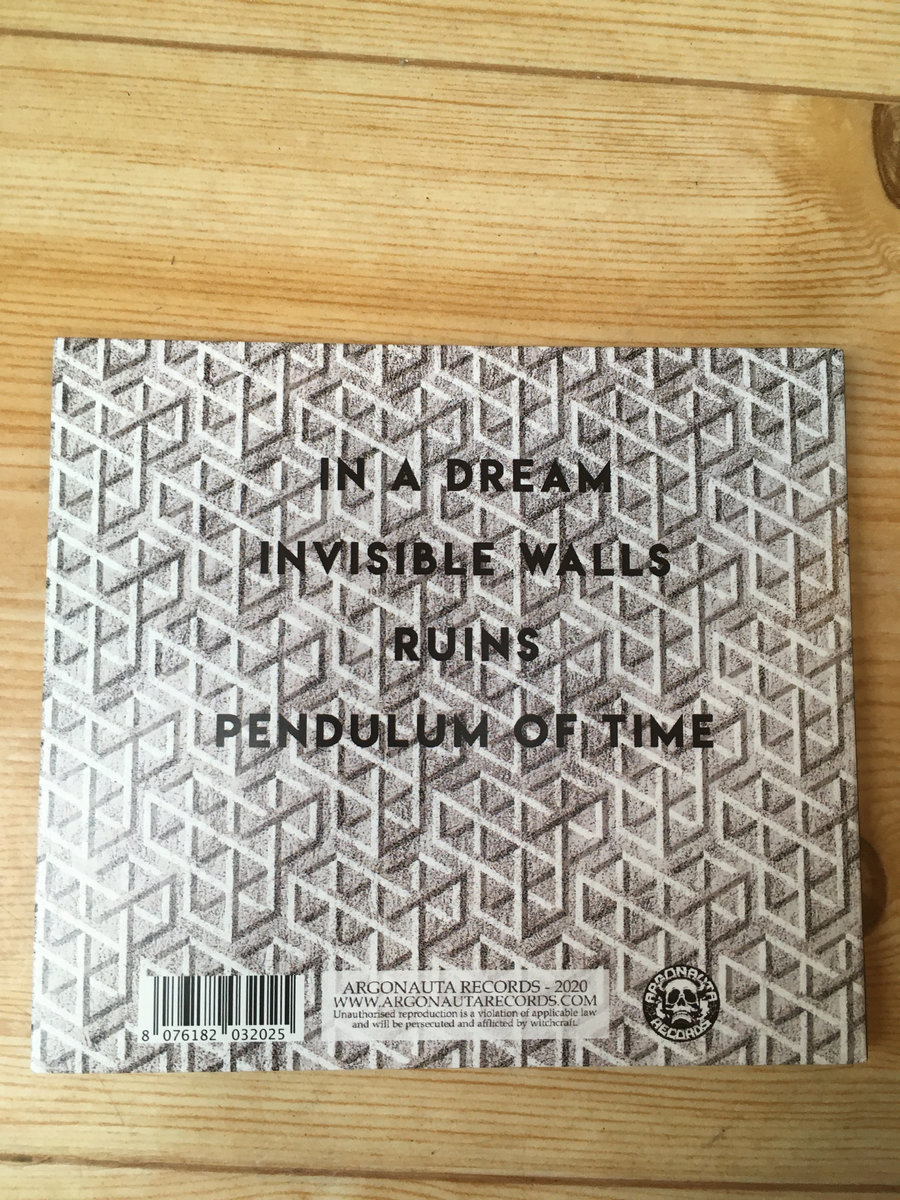 IN A DREAM
INVISIBLE WALLS
RUINS
PENDULUM OF TIME
8 076182 032025
ARGONAUTA RECORDS - 2020
WWW.ARGONAUTARECORDS.COM
Unauthorised reproduction is a violation of applicable law
and will be persecuted and afflicted by witchcraft.
ARGONAUTA
RECORDS